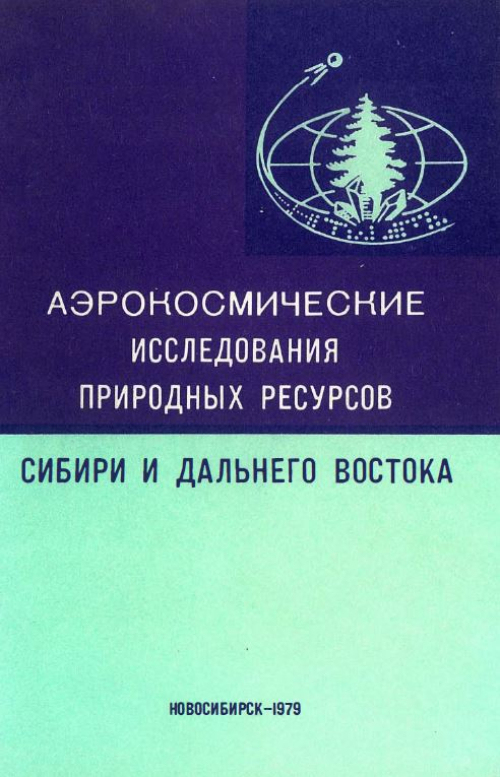 АЭРОКОСМИЧЕСКИЕ
ИССЛЕДОВАНИЯ
ПРИРОДНЫХ РЕСУРСОВ
СИБИРИ И ДАЛЬНЕГО ВОСТОКА
НОВОСИБИРСК–1979